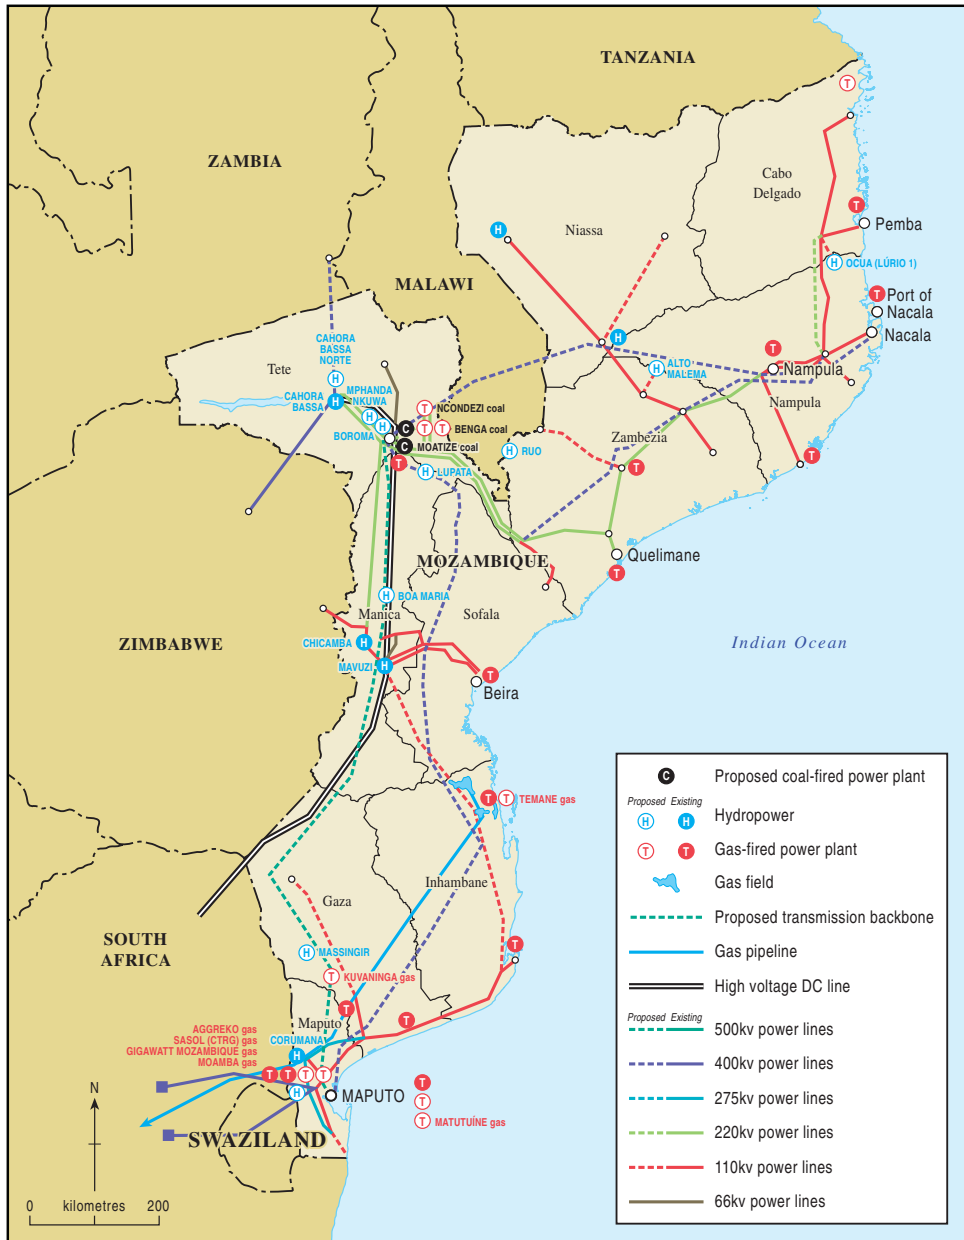 TANZANIA
ZAMBIA
Cabo
Delgado
Niassa
Pemba
OCUA (LÚRIO 1)
MALAWI
Port of
Nacala
Nacala
CAHORA
BASSA
NORTE
Tete
ALTO
MALEMA
Nampula
MPHANDA
NKUWA
CAHORA
BASSA
NCONDEZI coal
Nampula
BENGA coal
BOROMA
MOATIZE coal
Zambezia
RUO
LUPATA
MOZAMBIQUE
Quelimane
BOA MARIA
Manica
Sofala
ZIMBABWE
CHICAMBA
Indian Ocean
MAVUZI
Beira
TEMANE gas
Inhambane
Gaza
SOUTH
AFRICA
MASSINGIR
KUVANINGA gas
Maputo
AGGREKO gas
SASOL (CTRG) gas
GIGAWATT MOZAMBIQUE gas
MOAMBA gas
CORUMANA
MAPUTO
MATUTUÍNE gas
SWAZILAND
N
0 kilometres 200
C Proposed coal-fired power plant
Proposed Existing
H H Hydropower
T T Gas-fired power plant
Gas field
Proposed transmission backbone
Gas pipeline
High voltage DC line
Proposed Existing
500kv power lines
400kv power lines
275kv power lines
220kv power lines
110kv power lines
66kv power lines